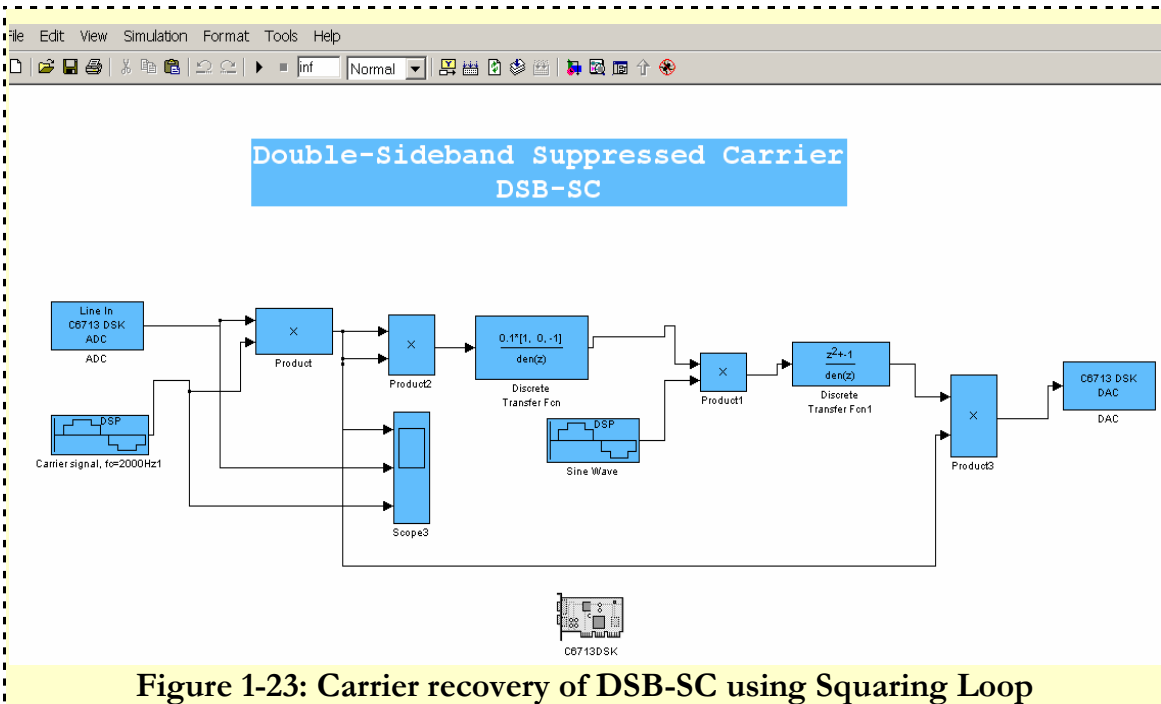 File Edit View Simulation Format Tools Help
inf Normal
Double-Sideband Suppressed Carrier
DSB-SC
Line In
C6713 DSK
ADC
ADC
×
Product
×
Product2
0.1*[1, 0,-1]
den(z)
Discrete
Transfer Fcn
×
Product1
z²+-1
den(z)
Discrete
Transfer Fcn1
×
Product3
C6713 DSK
DAC
DAC
DSP
Carrier signal, fc=2000Hz1
Scope3
DSP
Sine Wave
C6713DSK
Figure 1-23: Carrier recovery of DSB-SC using Squaring Loop